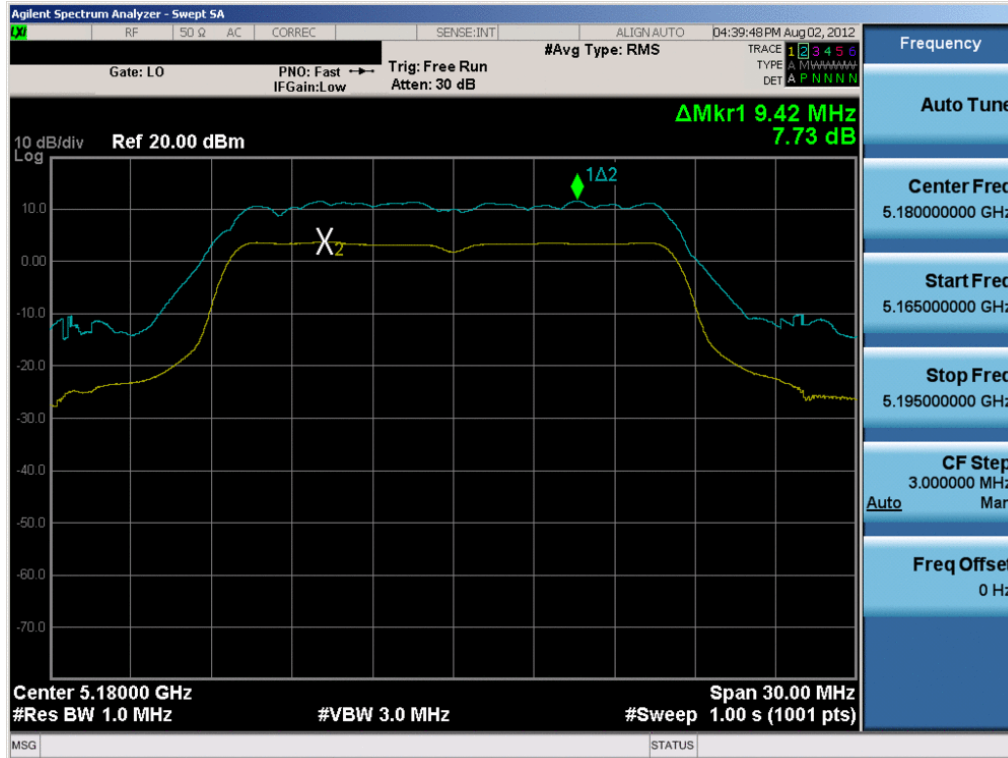 Agilent Spectrum Analyzer - Swept SA
LXI RF 50 Ω AC CORREC SENSE:INT ALIGN AUTO 04:39:48 PM Aug 02, 2012
Gate: LO PNO: Fast Trig: Free Run #Avg Type: RMS TRACE 1 2 3 4 5 6
IFGain:Low Atten: 30 dB TYPE A M W W W W
DET A P N N N N
ΔMkr1 9.42 MHz
7.73 dB
10 dB/div Ref 20.00 dBm
Log
1Δ2
10.0
2
0.00
-10.0
-20.0
-30.0
-40.0
-50.0
-60.0
-70.0
Center 5.18000 GHz Span 30.00 MHz
#Res BW 1.0 MHz #VBW 3.0 MHz #Sweep 1.00 s (1001 pts)
MSG STATUS
Frequency
Auto Tune
Center Freq
5.180000000 GHz
Start Freq
5.165000000 GHz
Stop Freq
5.195000000 GHz
CF Step
3.000000 MHz
Auto Man
Freq Offset
0 Hz